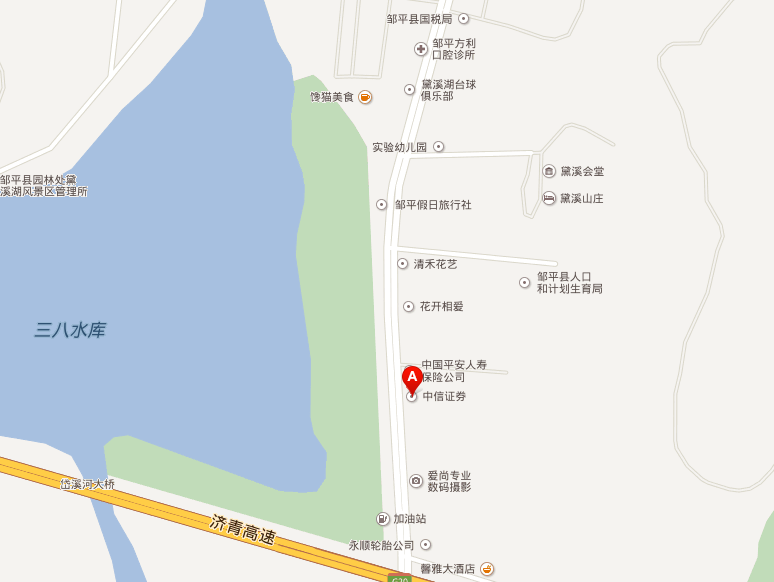 邹平县国税局
邹平方利
口腔诊所
黛溪湖台球
俱乐部
馋猫美食
实验幼儿园
黛溪会堂
邹平县园林处黛
溪湖风景区管理所
黛溪山庄
邹平假日旅行社
清禾花艺
邹平县人口
和计划生育局
花开相爱
三八水库
中国平安人寿
保险公司
A
中信证券
爱尚专业
数码摄影
岱溪河大桥
加油站
济青高速
永顺轮胎公司
馨雅大酒店
G20